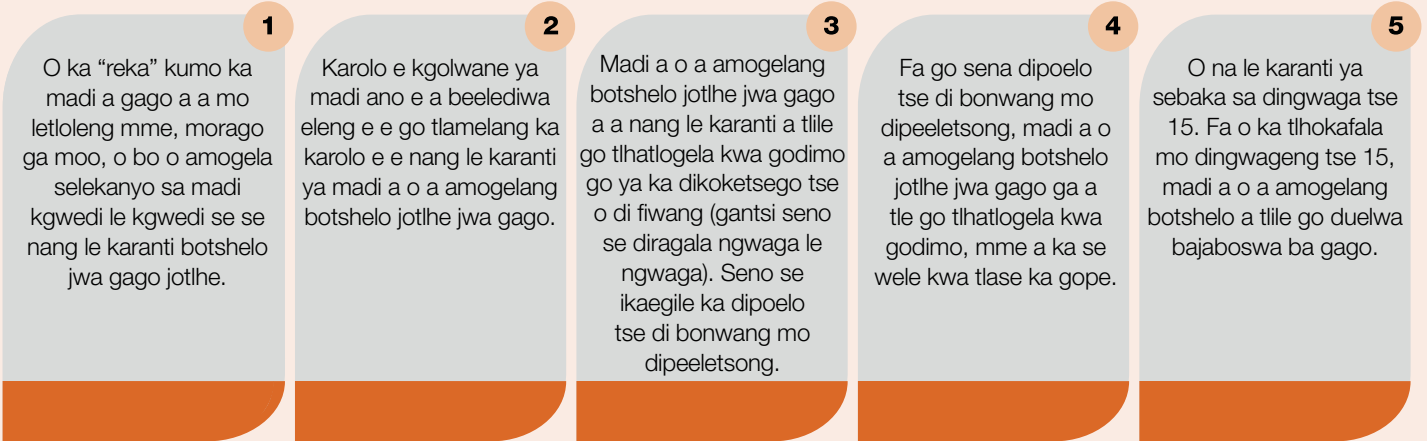 1
O ka “reka” kumo ka
madi a gago a a mo
letloleng mme, morago
ga moo, o bo o amogela
selekanyo sa madi
kgwedi le kgwedi se se
nang le karanti botshelo
jwa gago jotlhe.
2
Karolo e kgolwane ya
madi ano e a beelediwa
eleng e e go tlamelang ka
karolo e e nang le karanti
ya madi a o a amogelang
botshelo jotlhe jwa gago.
3
Madi a o a amogelang
botshelo jotlhe jwa gago
a a nang le karanti a tlile
go tlhatlogela kwa godimo
go ya ka dikoketsego tse
o di fiwang (gantsi seno
se diragala ngwaga le
ngwaga). Seno se
ikaegile ka dipoelo
tse di bonwang mo
dipeeletsong.
4
Fa go sena dipoelo
tse di bonwang mo
dipeeletsong, madi a o
a amogelang botshelo
jotlhe jwa gago ga a
tle go tlhatlogela kwa
godimo, mme a ka se
wele kwa tlase ka gope.
5
O na le karanti ya
sebaka sa dingwaga tse
15. Fa o ka tlhokafala
mo dingwageng tse 15,
madi a o a amogelang
botshelo a tlile go duelwa
bajaboswa ba gago.